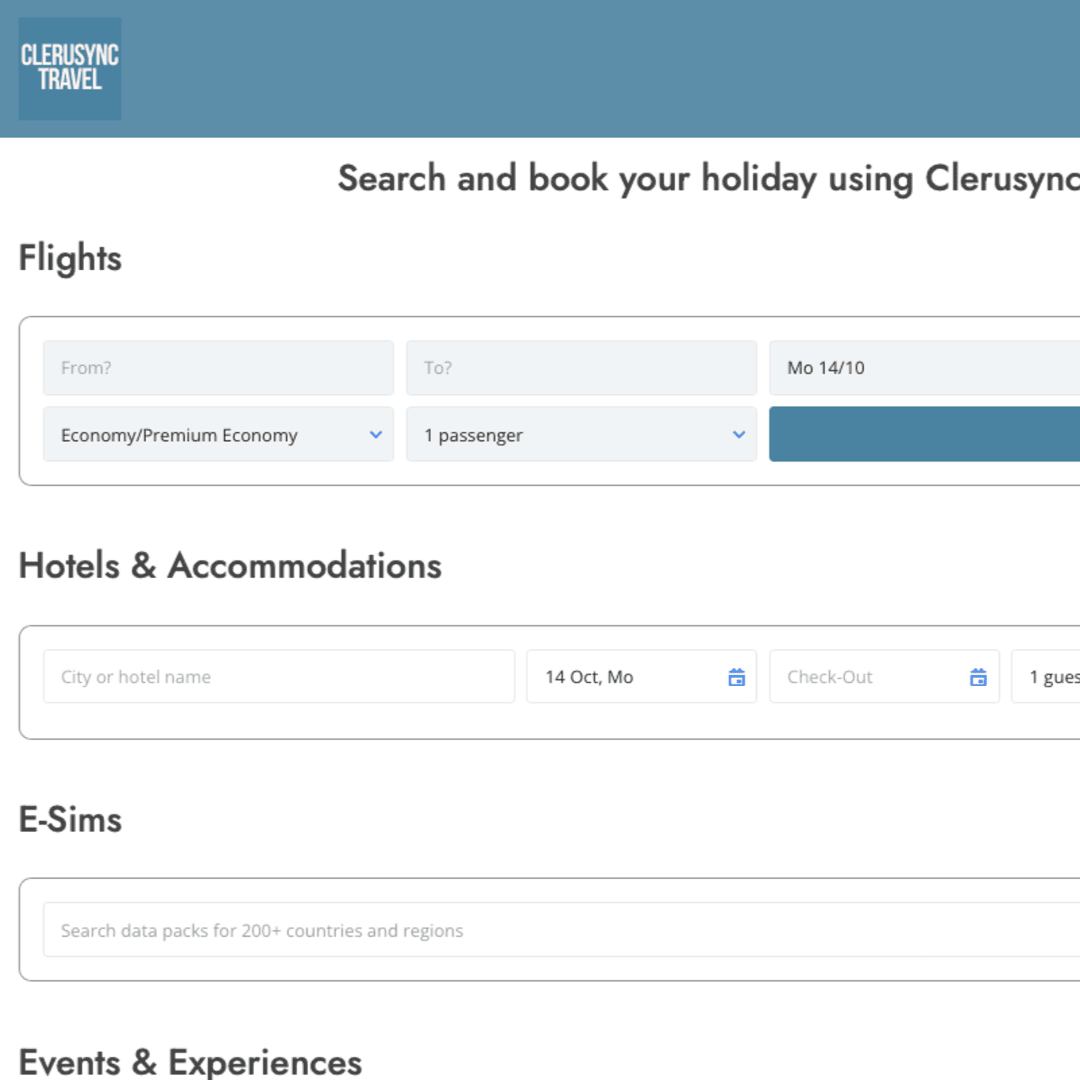 CLERUSYNC
TRAVEL
Search and book your holiday using Clerusync
Flights
From?
To?
Mo 14/10
Economy/Premium Economy
1 passenger
Hotels & Accommodations
City or hotel name
14 Oct, Mo
Check-Out
1 gues
E-Sims
Search data packs for 200+ countries and regions
Events & Experiences